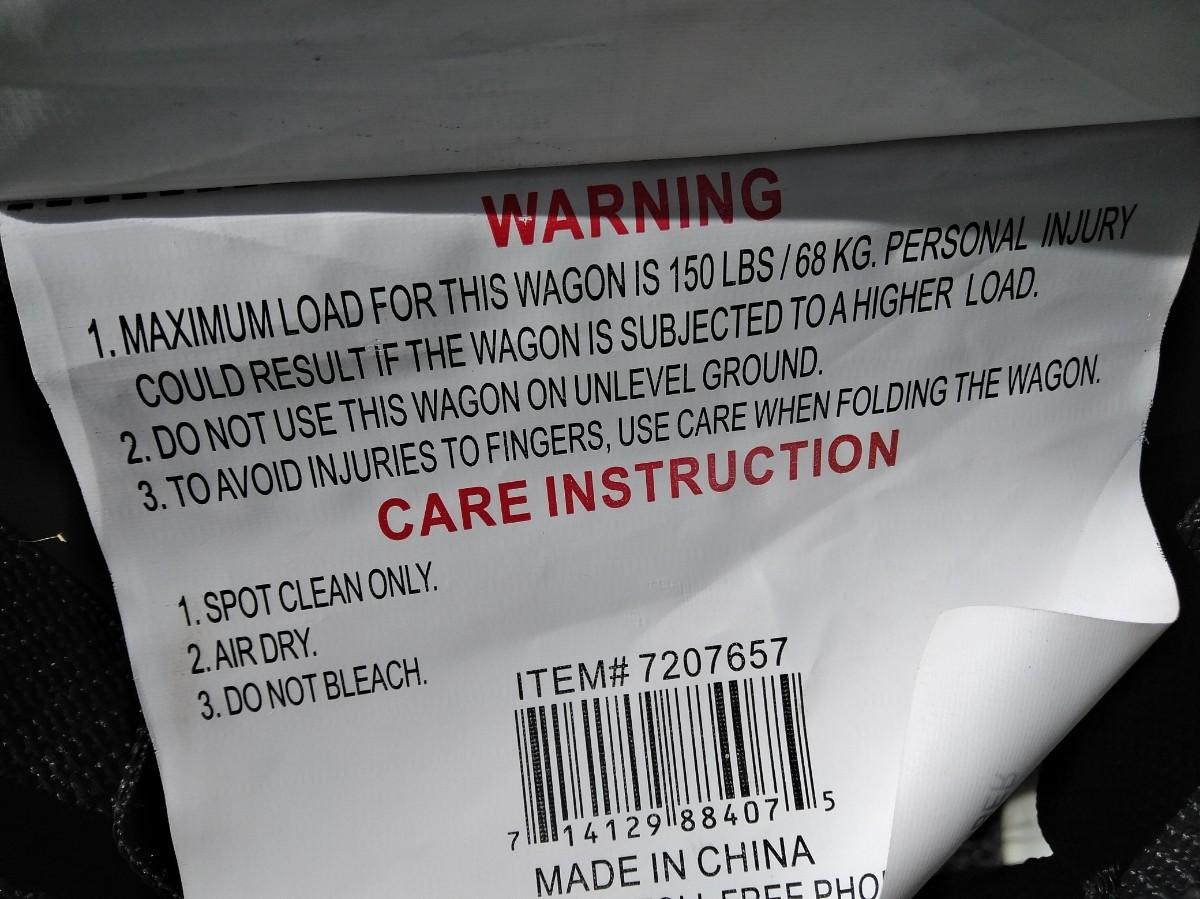 WARNING
1. MAXIMUM LOAD FOR THIS WAGON IS 150 LBS / 68 KG. PERSONAL INJURY
COULD RESULT IF THE WAGON IS SUBJECTED TO A HIGHER LOAD.
2. DO NOT USE THIS WAGON ON UNLEVEL GROUND.
3. TO AVOID INJURIES TO FINGERS, USE CARE WHEN FOLDING THE WAGON.
CARE INSTRUCTION
1. SPOT CLEAN ONLY.
2. AIR DRY.
3. DO NOT BLEACH.
ITEM# 7207657
7 14129 88407 5
MADE IN CHINA
FREE